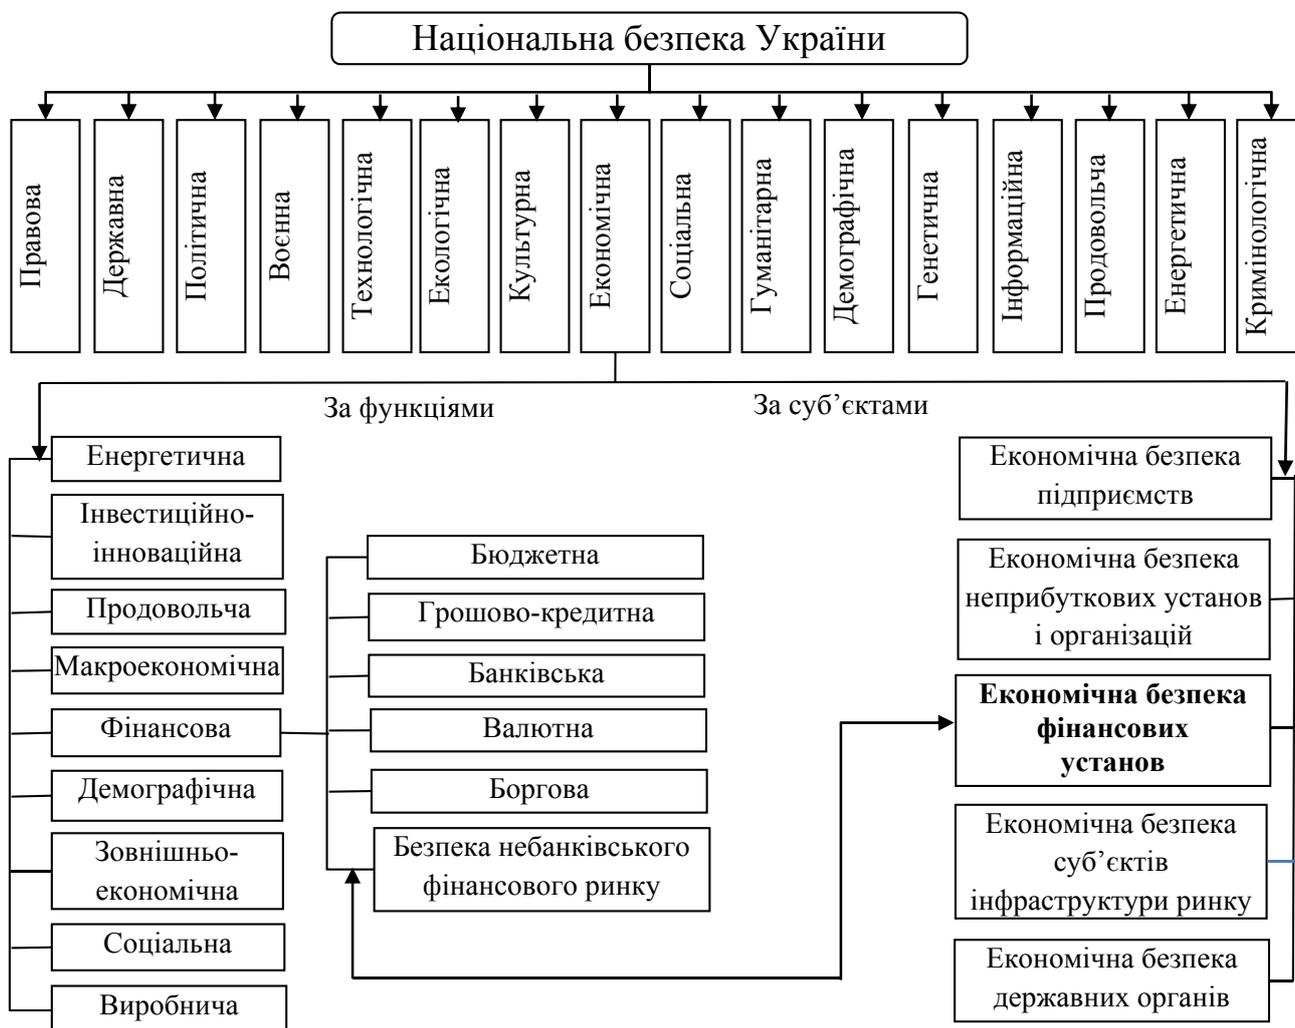 Національна безпека України
Правова
Державна
Політична
Воєнна
Технологічна
Екологічна
Культурна
Економічна
Соціальна
Гуманітарна
Демографічна
Генетична
Інформаційна
Продовольча
Енергетична
Кримінологічна
За функціями
За суб’єктами
Енергетична
Інвестиційно-
інноваційна
Продовольча
Макроекономічна
Фінансова
Демографічна
Зовнішньо-
економічна
Соціальна
Виробнича
Бюджетна
Грошово-кредитна
Банківська
Валютна
Боргова
Безпека небанківського
фінансового ринку
Економічна безпека
підприємств
Економічна безпека
неприбуткових установ
і організацій
Економічна безпека
фінансових
установ
Економічна безпека
суб’єктів
інфраструктури ринку
Економічна безпека
державних органів